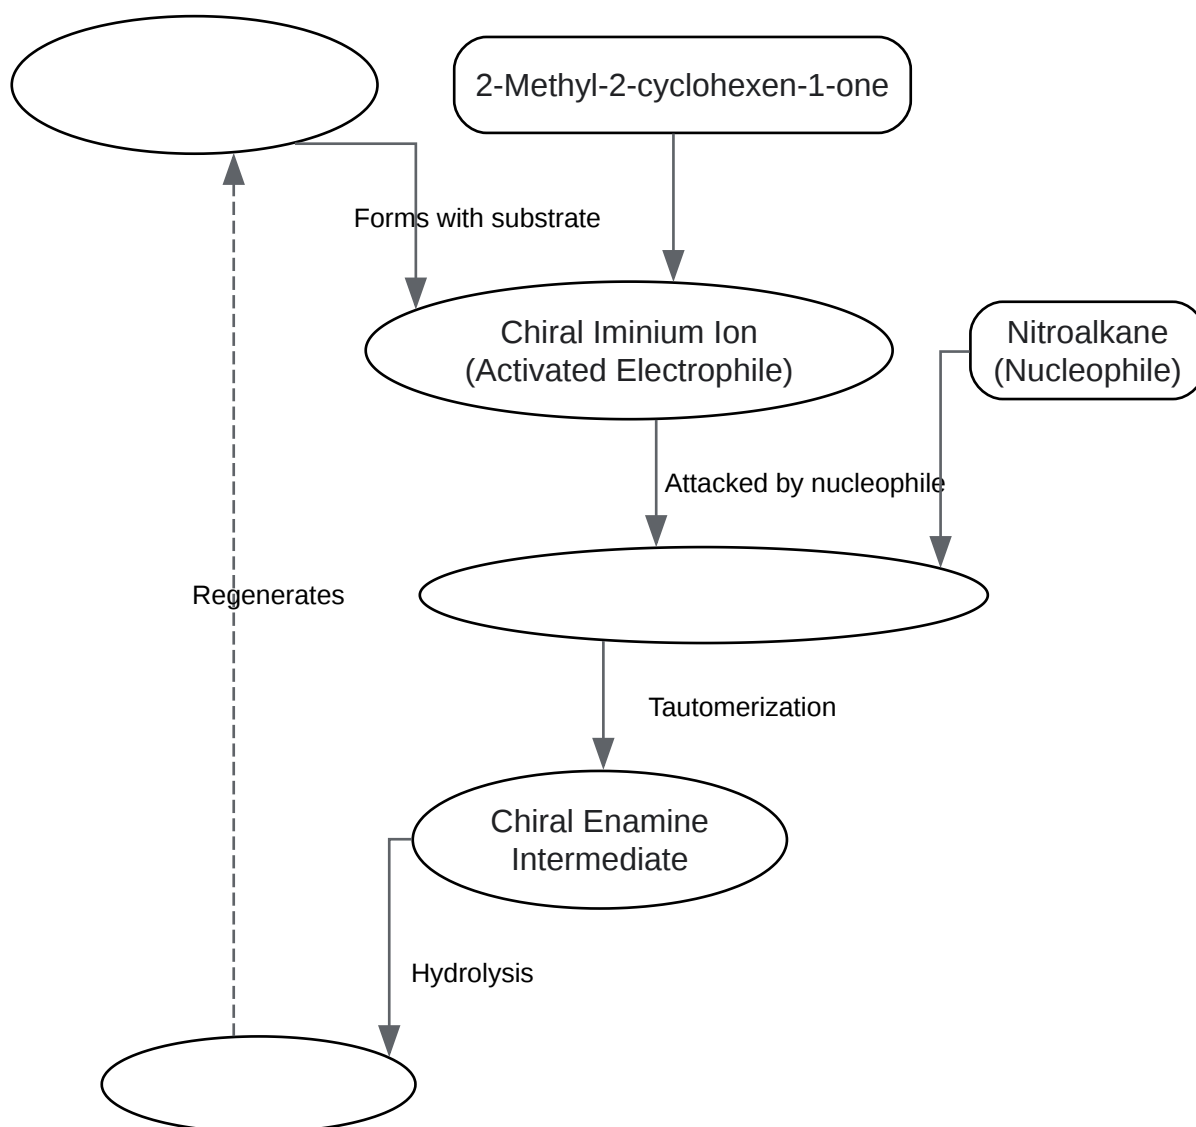 2-Methyl-2-cyclohexen-1-one
Forms with substrate
Chiral Iminium Ion
(Activated Electrophile)
Nitroalkane
(Nucleophile)
Attacked by nucleophile
Regenerates
Tautomerization
Chiral Enamine
Intermediate
Hydrolysis